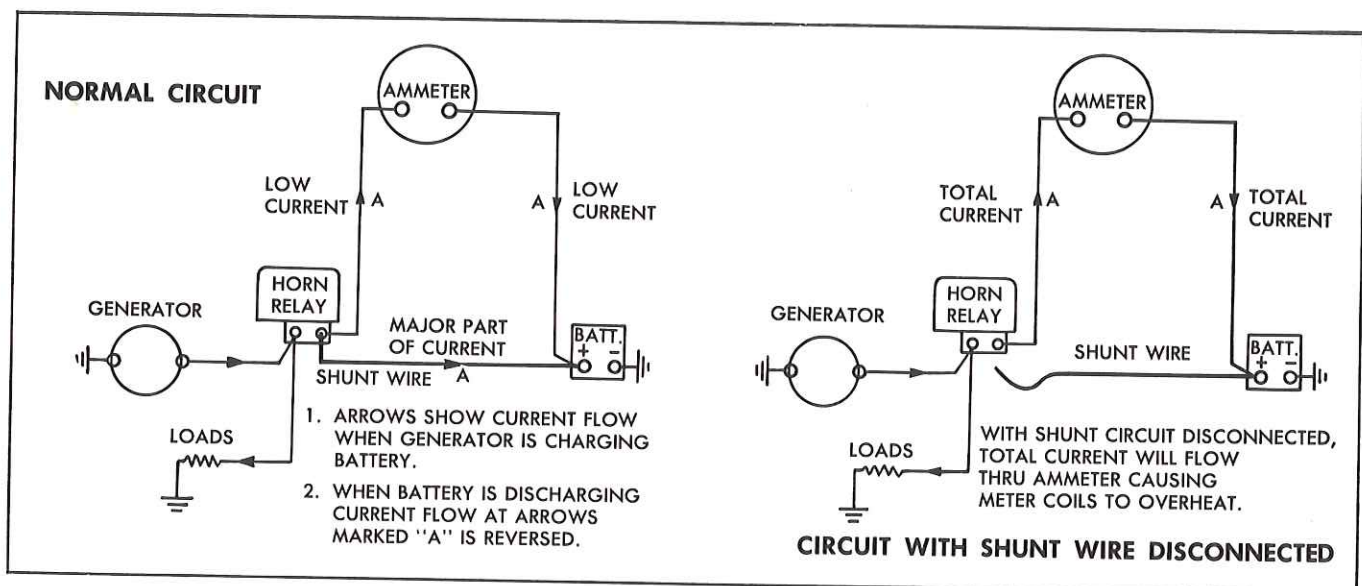 NORMAL CIRCUIT
AMMETER
LOW
CURRENT
A
A
LOW
CURRENT
HORN
RELAY
GENERATOR
MAJOR PART
OF CURRENT
BATT.
+ -
SHUNT WIRE
A
LOADS
1. ARROWS SHOW CURRENT FLOW
WHEN GENERATOR IS CHARGING
BATTERY.
2. WHEN BATTERY IS DISCHARGING
CURRENT FLOW AT ARROWS
MARKED "A" IS REVERSED.
AMMETER
TOTAL
CURRENT
A
A
TOTAL
CURRENT
HORN
RELAY
GENERATOR
SHUNT WIRE
BATT.
+ -
LOADS
WITH SHUNT CIRCUIT DISCONNECTED,
TOTAL CURRENT WILL FLOW
THRU AMMETER CAUSING
METER COILS TO OVERHEAT.
CIRCUIT WITH SHUNT WIRE DISCONNECTED